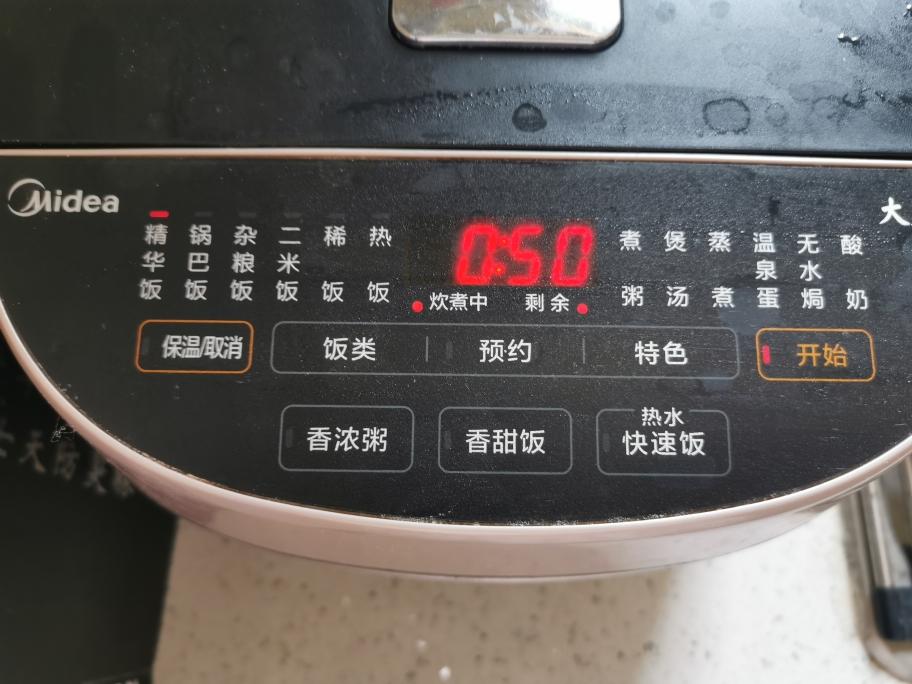 Midea
大
精华饭 锅巴饭 杂粮饭 二米饭 稀饭 热饭
0:50
煮粥 煲汤 蒸煮 温泉蛋 无水焗 酸奶
炊煮中 剩余
保温/取消 饭类 预约 特色 开始
香浓粥 香甜饭 热水
快速饭
天防